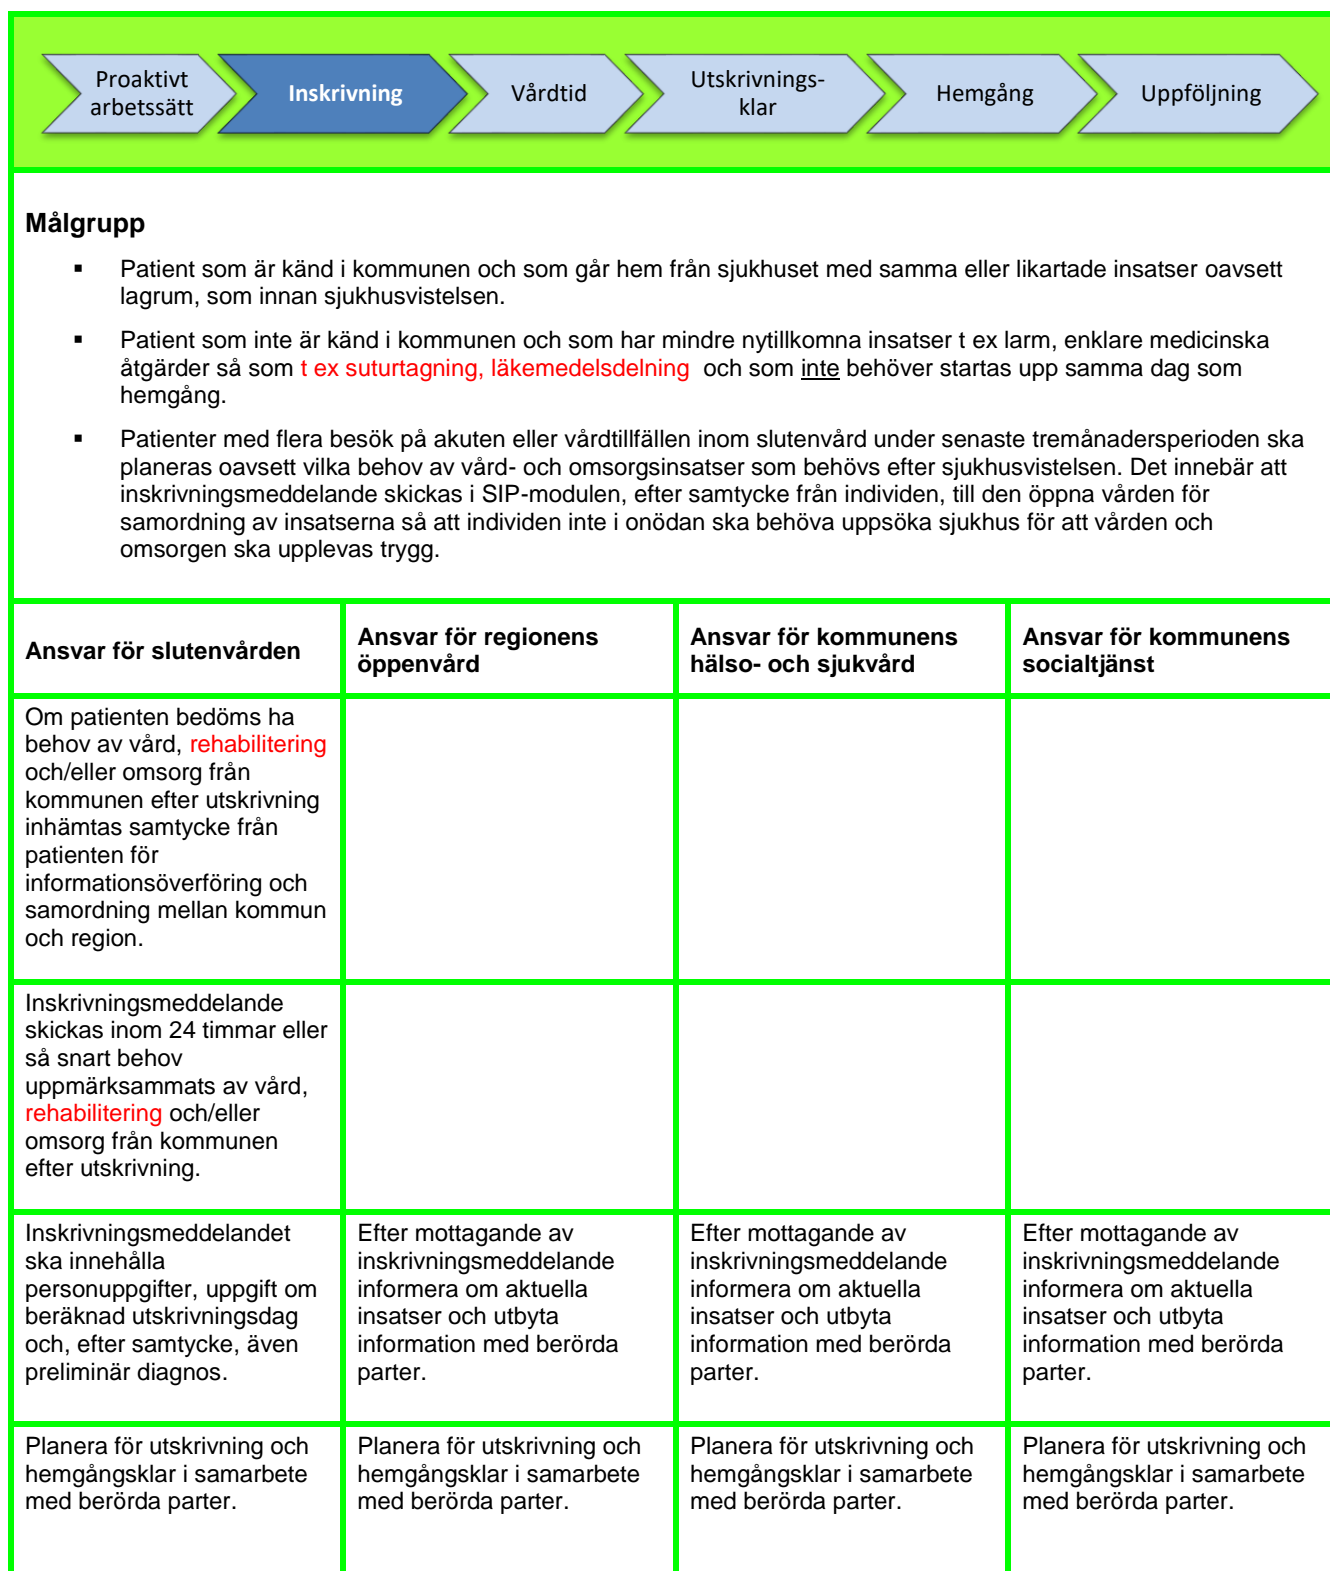 Proaktivt
arbetssätt
Inskrivning
Vårdtid
Utskrivnings-
klar
Hemgång
Uppföljning
Målgrupp
▪ Patient som är känd i kommunen och som går hem från sjukhuset med samma eller likartade insatser oavsett
lagrum, som innan sjukhusvistelsen.
▪ Patient som inte är känd i kommunen och som har mindre nytillkomna insatser t ex larm, enklare medicinska
åtgärder så som t ex suturtagning, läkemedelsdelning och som inte behöver startas upp samma dag som
hemgång.
▪ Patienter med flera besök på akuten eller vårdtillfällen inom slutenvård under senaste tremånadersperioden ska
planeras oavsett vilka behov av vård- och omsorgsinsatser som behövs efter sjukhusvistelsen. Det innebär att
inskrivningsmeddelande skickas i SIP-modulen, efter samtycke från individen, till den öppna vården för
samordning av insatserna så att individen inte i onödan ska behöva uppsöka sjukhus för att vården och
omsorgen ska upplevas trygg.
Ansvar för slutenvården
Ansvar för regionens
öppenvård
Ansvar för kommunens
hälso- och sjukvård
Ansvar för kommunens
socialtjänst
Om patienten bedöms ha
behov av vård, rehabilitering
och/eller omsorg från
kommunen efter utskrivning
inhämtas samtycke från
patienten för
informationsöverföring och
samordning mellan kommun
och region.
Inskrivningsmeddelande
skickas inom 24 timmar eller
så snart behov
uppmärksammats av vård,
rehabilitering och/eller
omsorg från kommunen
efter utskrivning.
Inskrivningsmeddelandet
ska innehålla
personuppgifter, uppgift om
beräknad utskrivningsdag
och, efter samtycke, även
preliminär diagnos.
Efter mottagande av
inskrivningsmeddelande
informera om aktuella
insatser och utbyta
information med berörda
parter.
Efter mottagande av
inskrivningsmeddelande
informera om aktuella
insatser och utbyta
information med berörda
parter.
Efter mottagande av
inskrivningsmeddelande
informera om aktuella
insatser och utbyta
information med berörda
parter.
Planera för utskrivning och
hemgångsklar i samarbete
med berörda parter.
Planera för utskrivning och
hemgångsklar i samarbete
med berörda parter.
Planera för utskrivning och
hemgångsklar i samarbete
med berörda parter.
Planera för utskrivning och
hemgångsklar i samarbete
med berörda parter.